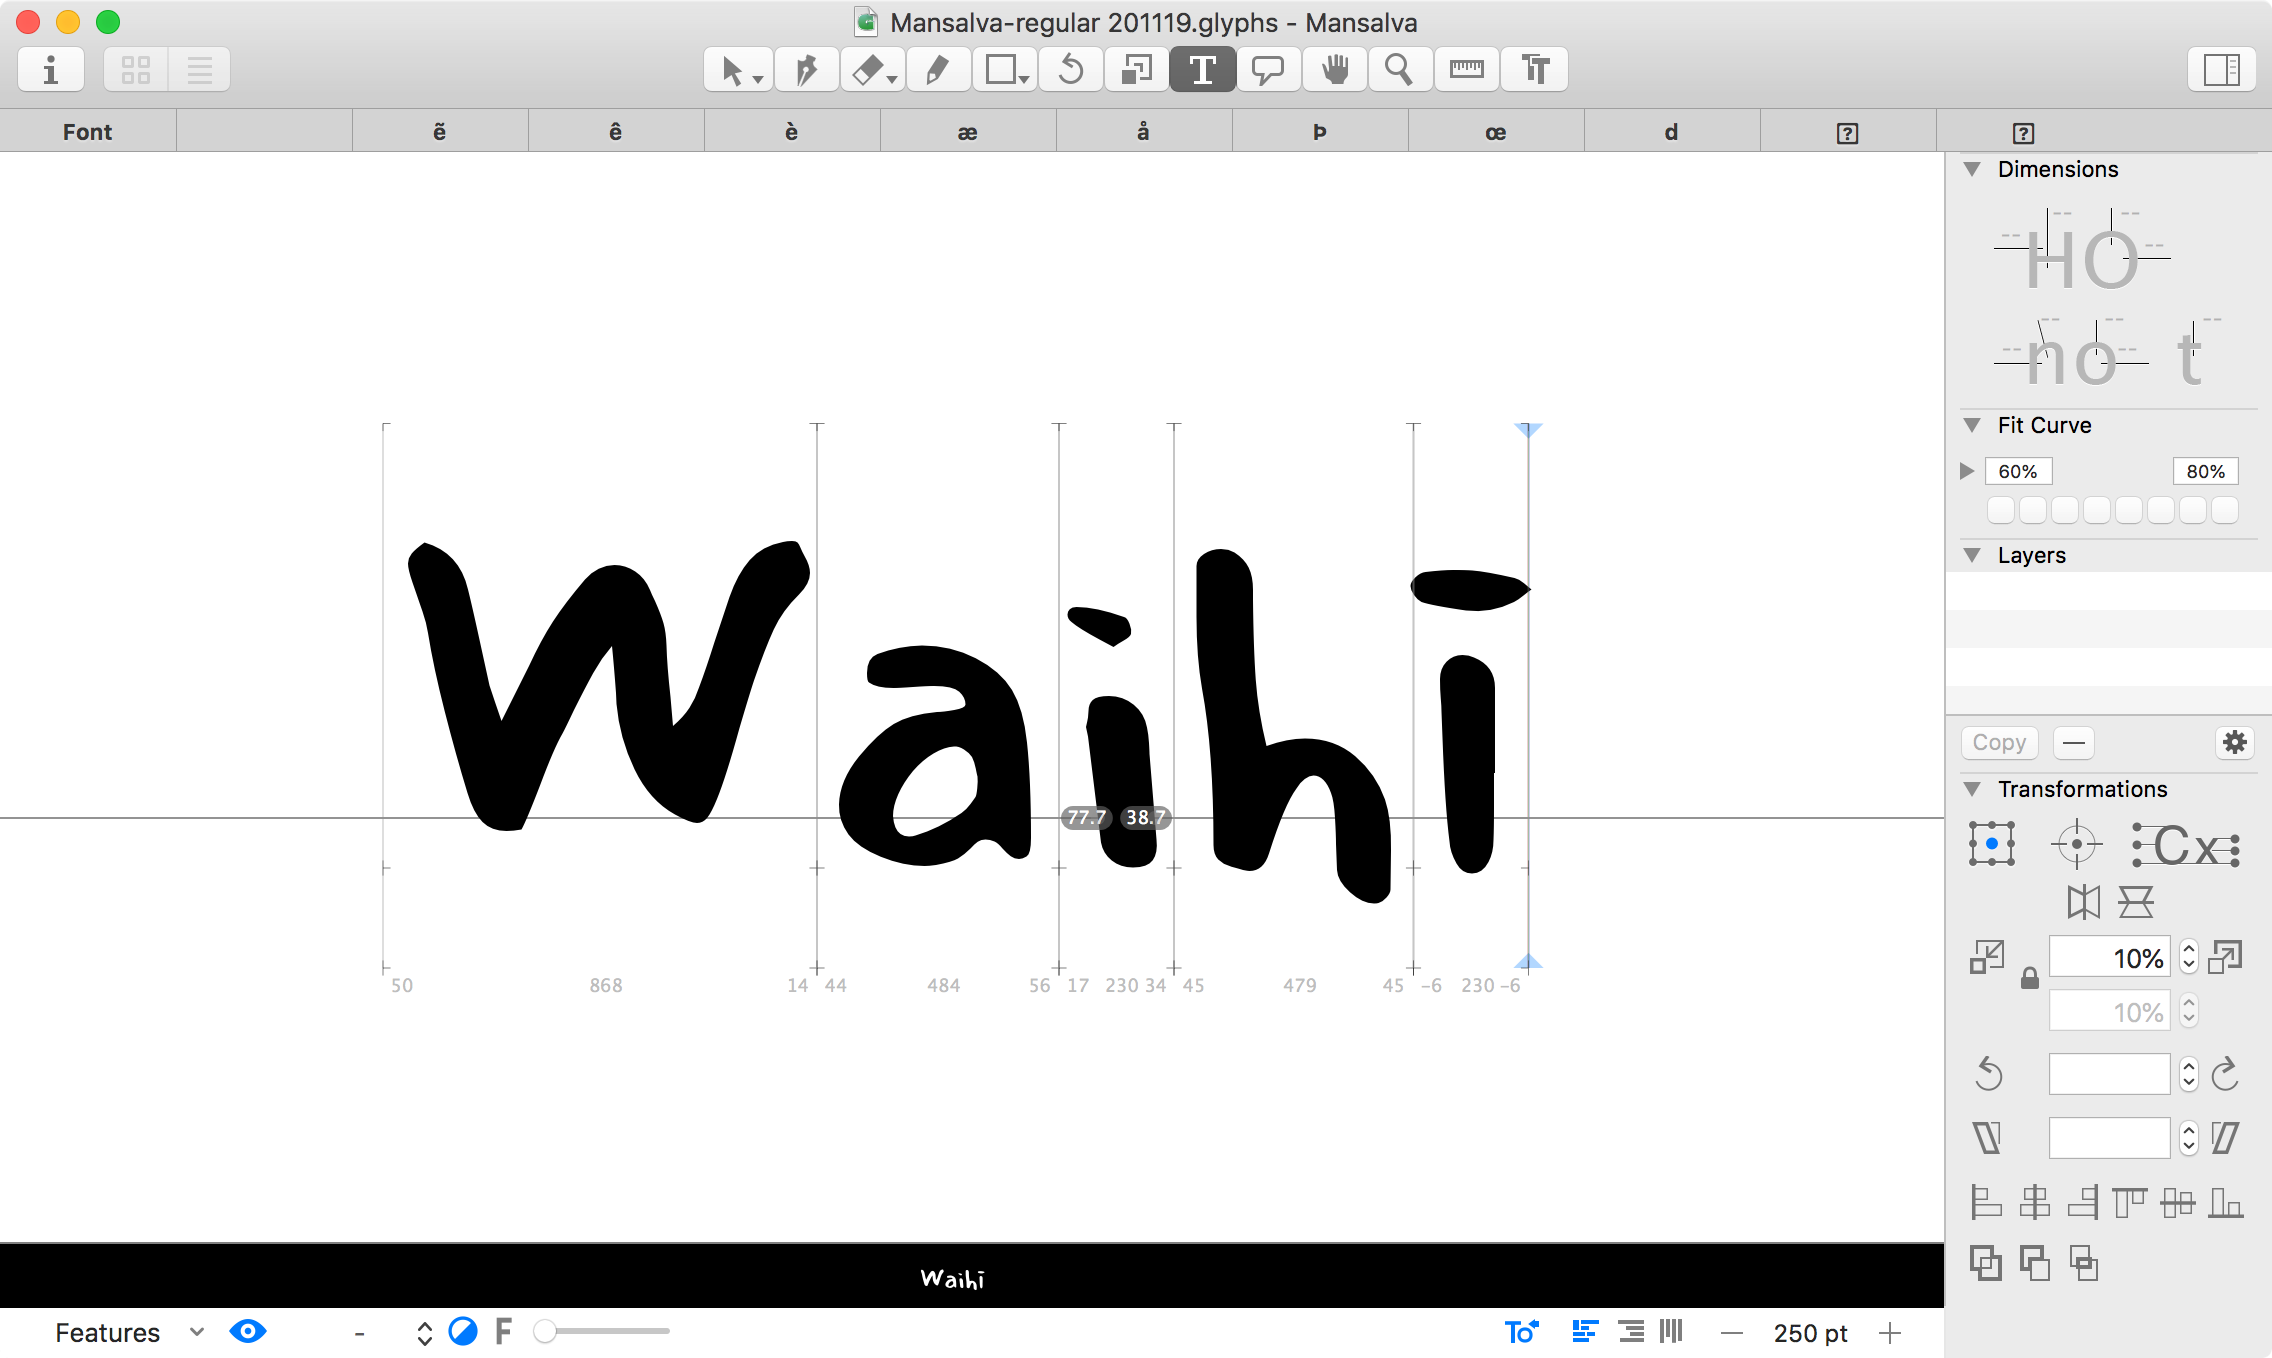 Mansalva-regular 201119.glyphs - Mansalva
Font ẽ ê è æ å Þ œ d ? ?
Dimensions
-- -- -- --
HO
-- -- -- -- --
no t
Fit Curve
60% 80%
Layers
Waihī
77.7 38.7
50 868 14 44 484 56 17 230 34 45 479 45 -6 230 -6
Copy
Transformations
Cx
10%
10%
Waihī
Features - F To 250 pt